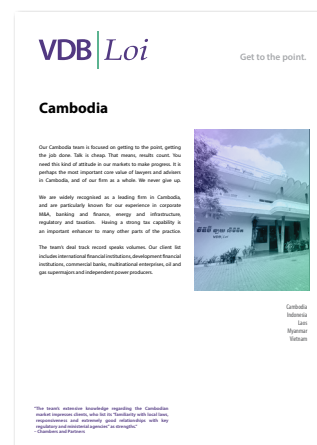 VDB Loi
Get to the point.
Cambodia
Our Cambodia team is focused on getting to the point, getting
the job done. Talk is cheap. That means, results count. You
need this kind of attitude in our markets to make progress. It is
perhaps the most important core value of lawyers and advisers
in Cambodia, and of our firm as a whole. We never give up.
We are widely recognised as a leading firm in Cambodia,
and are particularly known for our experience in corporate
M&A, banking and finance, energy and infrastructure,
regulatory and taxation. Having a strong tax capability is
an important enhancer to many other parts of the practice.
The team's deal track record speaks volumes. Our client list
includes international financial institutions, development financial
institutions, commercial banks, multinational enterprises, oil and
gas supermajors and independent power producers.
Cambodia
Indonesia
Laos
Myanmar
Vietnam
"The team's extensive knowledge regarding the Cambodian
market impresses clients, who list its "familiarity with local laws,
responsiveness and extremely good relationships with key
regulatory and ministerial agencies" as strengths."
– Chambers and Partners